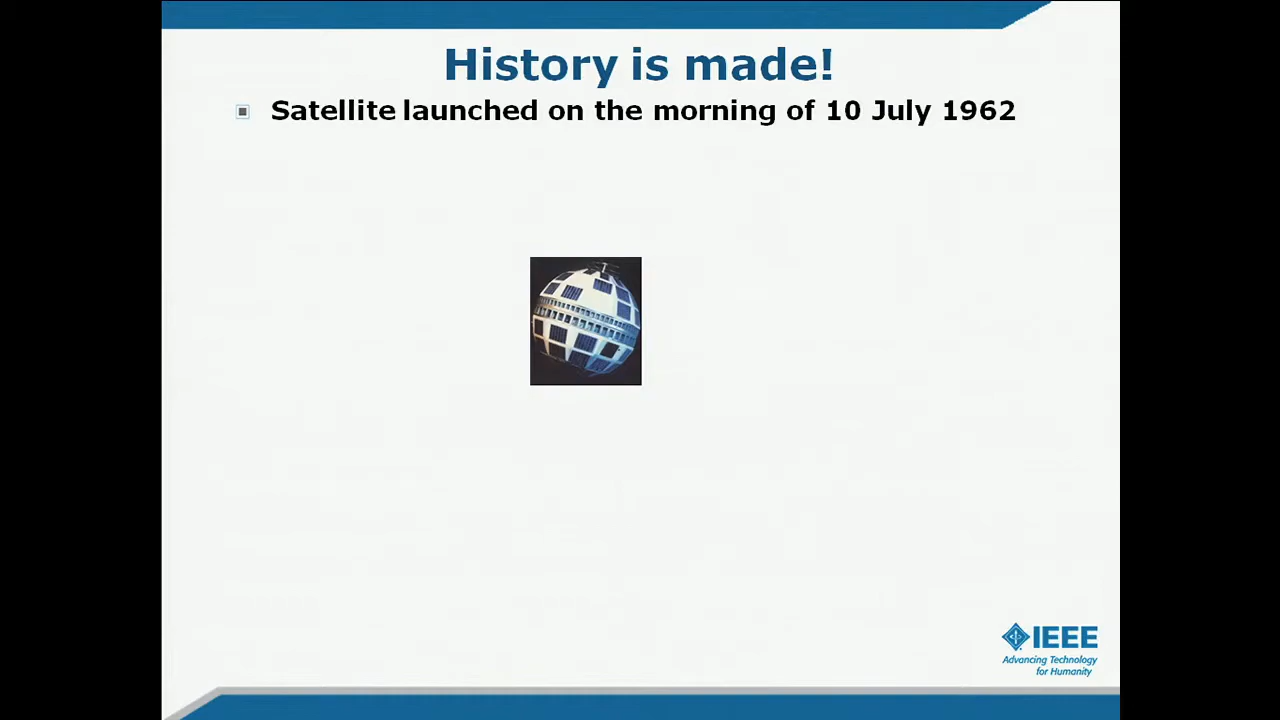 History is made!
Satellite launched on the morning of 10 July 1962
IEEE
Advancing Technology
for Humanity